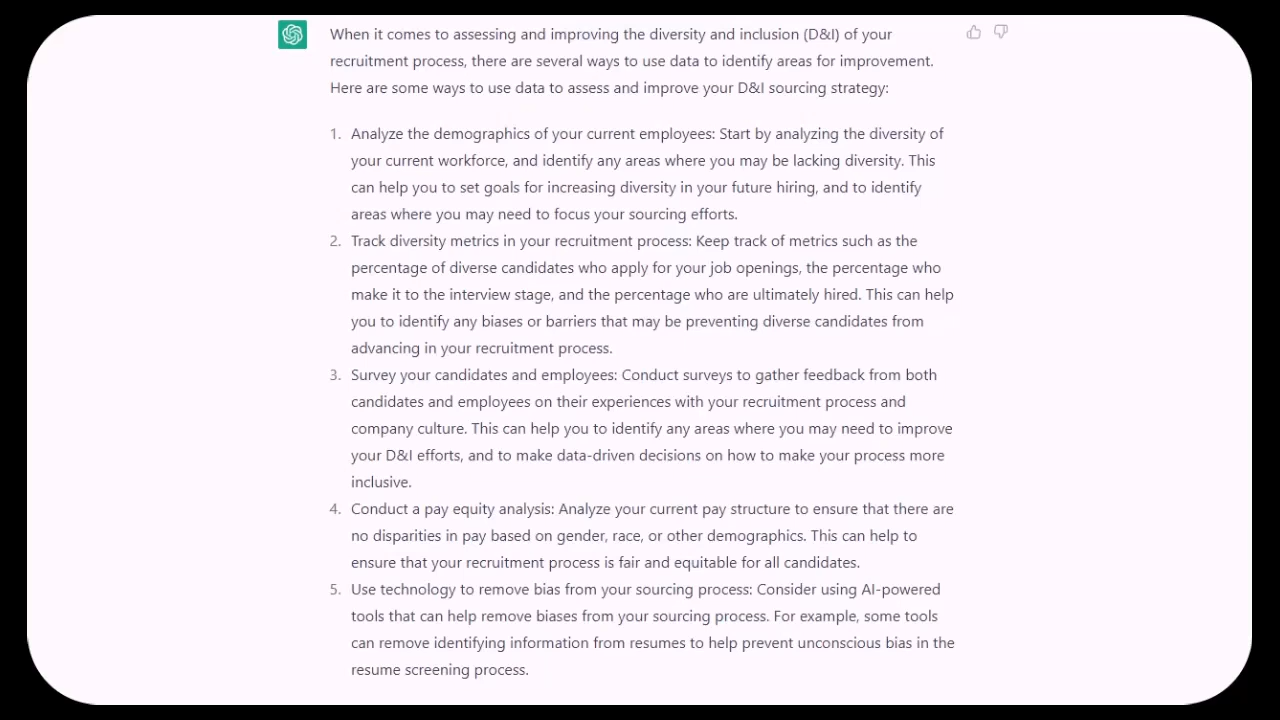 When it comes to assessing and improving the diversity and inclusion (D&I) of your
recruitment process, there are several ways to use data to identify areas for improvement.
Here are some ways to use data to assess and improve your D&I sourcing strategy:
1. Analyze the demographics of your current employees: Start by analyzing the diversity of
your current workforce, and identify any areas where you may be lacking diversity. This
can help you to set goals for increasing diversity in your future hiring, and to identify
areas where you may need to focus your sourcing efforts.
2. Track diversity metrics in your recruitment process: Keep track of metrics such as the
percentage of diverse candidates who apply for your job openings, the percentage who
make it to the interview stage, and the percentage who are ultimately hired. This can help
you to identify any biases or barriers that may be preventing diverse candidates from
advancing in your recruitment process.
3. Survey your candidates and employees: Conduct surveys to gather feedback from both
candidates and employees on their experiences with your recruitment process and
company culture. This can help you to identify any areas where you may need to improve
your D&I efforts, and to make data-driven decisions on how to make your process more
inclusive.
4. Conduct a pay equity analysis: Analyze your current pay structure to ensure that there are
no disparities in pay based on gender, race, or other demographics. This can help to
ensure that your recruitment process is fair and equitable for all candidates.
5. Use technology to remove bias from your sourcing process: Consider using AI-powered
tools that can help remove biases from your sourcing process. For example, some tools
can remove identifying information from resumes to help prevent unconscious bias in the
resume screening process.